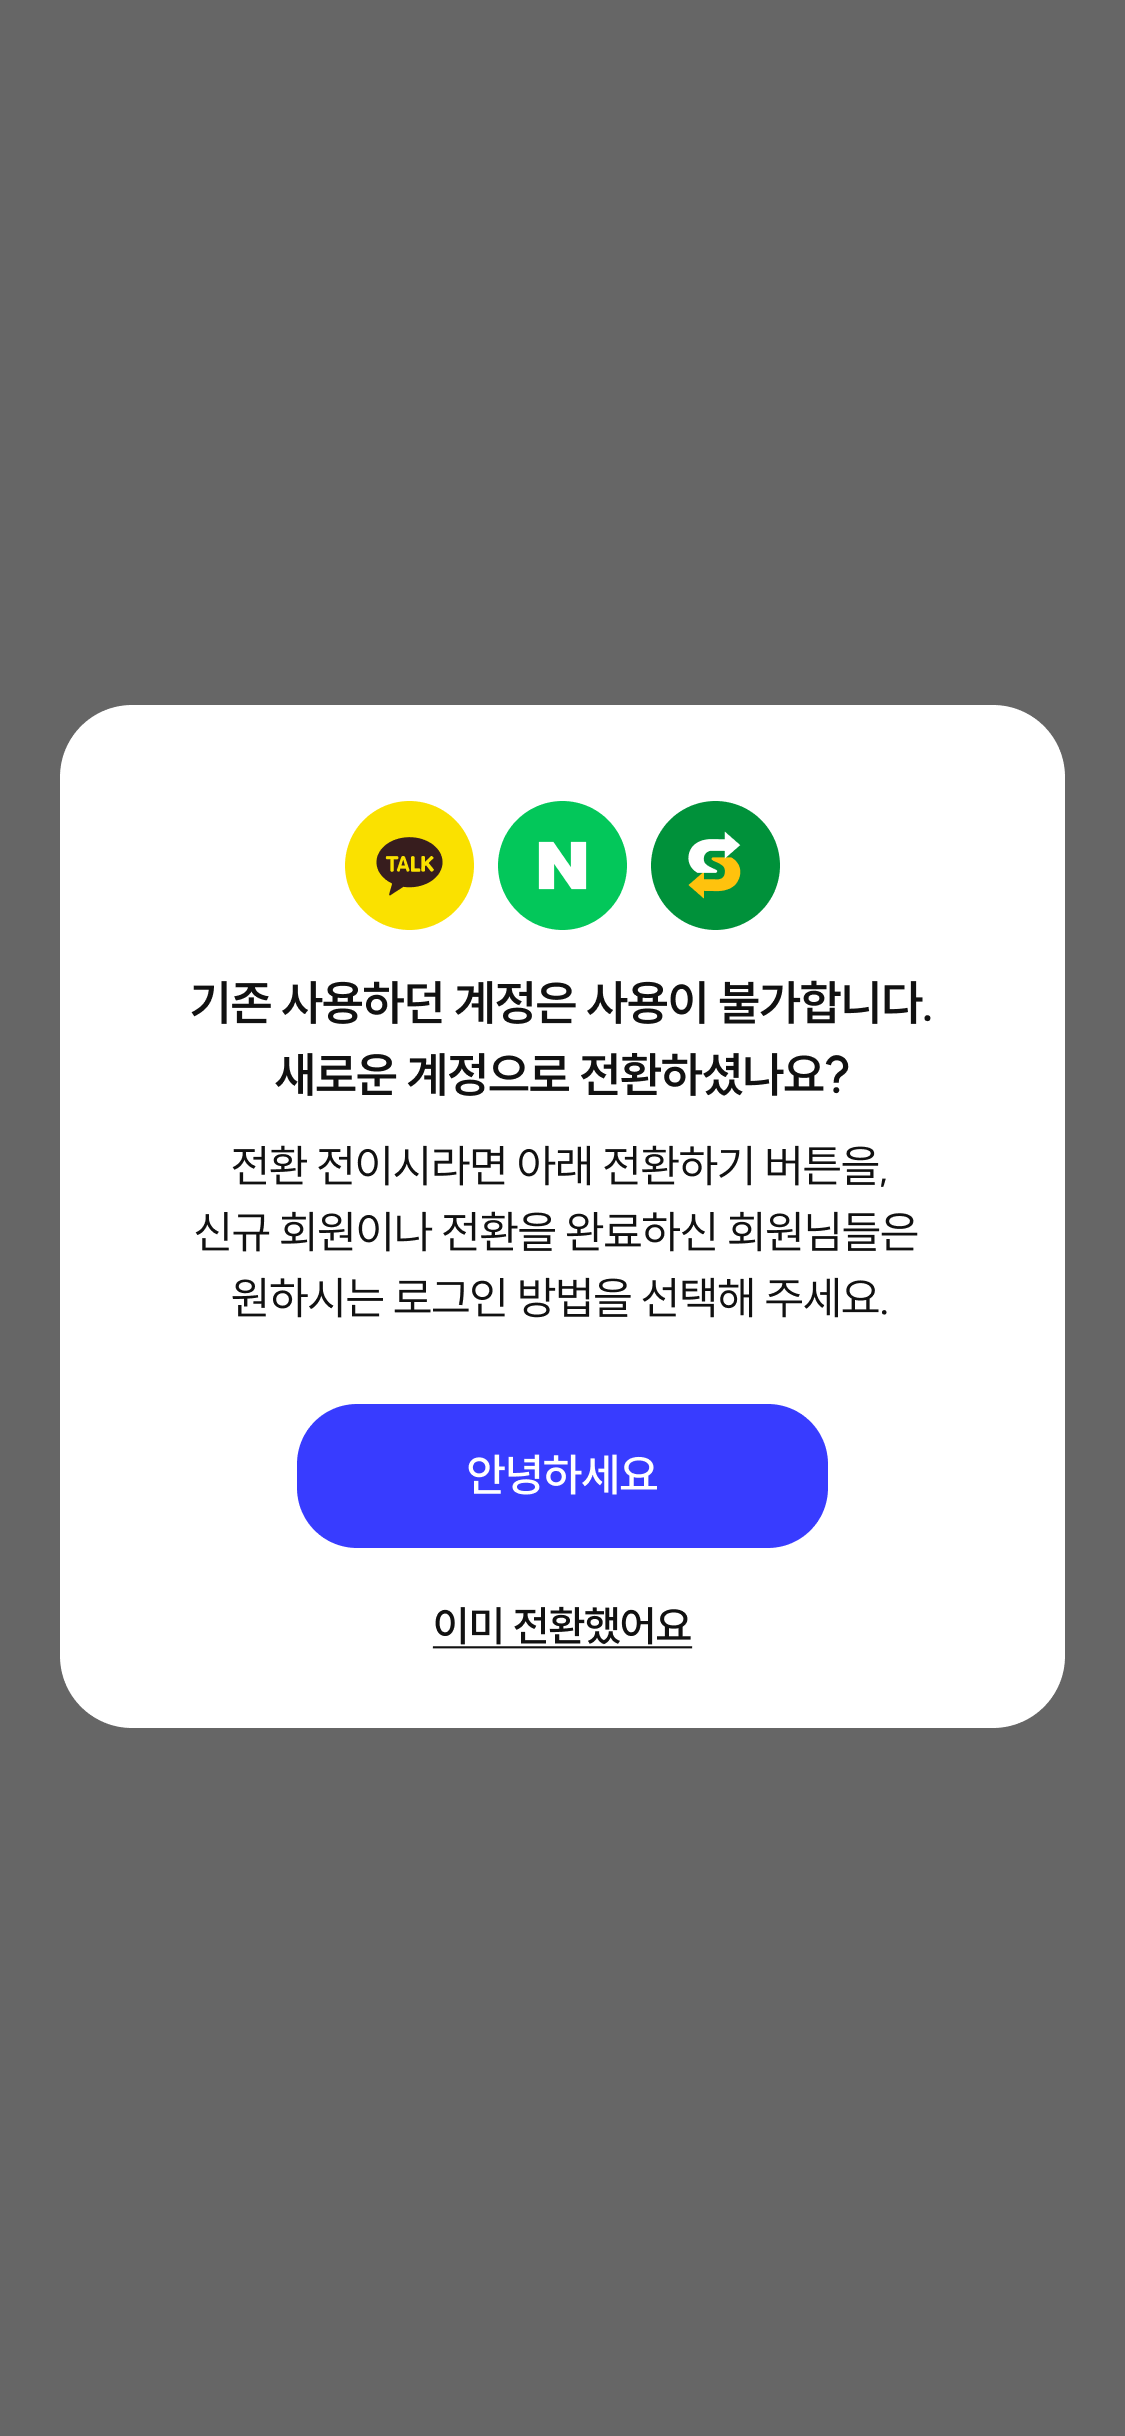 TALK
N
S
기존 사용하던 계정은 사용이 불가합니다.
새로운 계정으로 전환하셨나요?
전환 전이시라면 아래 전환하기 버튼을,
신규 회원이나 전환을 완료하신 회원님들은
원하시는 로그인 방법을 선택해 주세요.
안녕하세요
이미 전환했어요